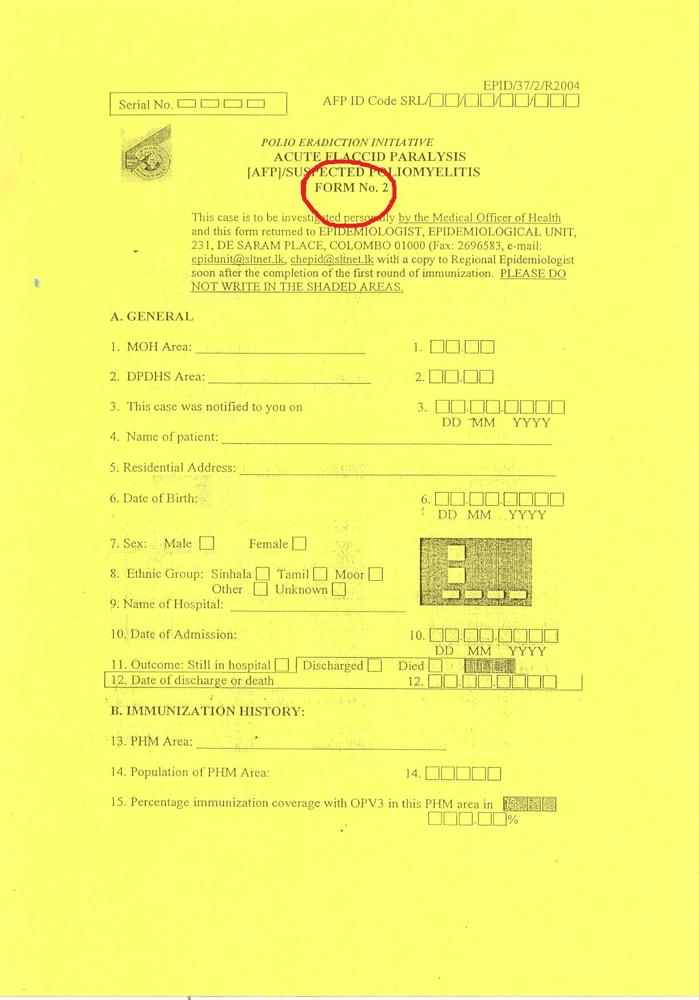 EPID/37/2/R2004
Serial No.
AFP ID Code SRL/
A WORLD
WITHOUT POLIO
POLIO ERADICTION INITIATIVE
ACUTE FLACCID PARALYSIS
[AFP]/SUSPECTED POLIOMYELITIS
FORM No. 2
This case is to be investigated personally by the Medical Officer of Health
and this form returned to EPIDEMIOLOGIST, EPIDEMIOLOGICAL UNIT,
231, DE SARAM PLACE, COLOMBO 01000 (Fax: 2696583, e-mail:
epidunit@sltnet.lk, chepid@sltnet.lk with a copy to Regional Epidemiologist
soon after the completion of the first round of immunization. PLEASE DO
NOT WRITE IN THE SHADED AREAS.
A. GENERAL
1. MOH Area: 1.
2. DPDHS Area: 2.
3. This case was notified to you on 3.
DD MM YYYY
4. Name of patient:
5. Residential Address:
6. Date of Birth: 6.
DD MM YYYY
7. Sex: Male Female
8. Ethnic Group: Sinhala Tamil Moor
Other Unknown
9. Name of Hospital:
10. Date of Admission: 10.
DD MM YYYY
11. Outcome: Still in hospital Discharged Died
12. Date of discharge or death 12.
B. IMMUNIZATION HISTORY:
13. PHM Area:
14. Population of PHM Area: 14.
15. Percentage immunization coverage with OPV3 in this PHM area in 15.
%